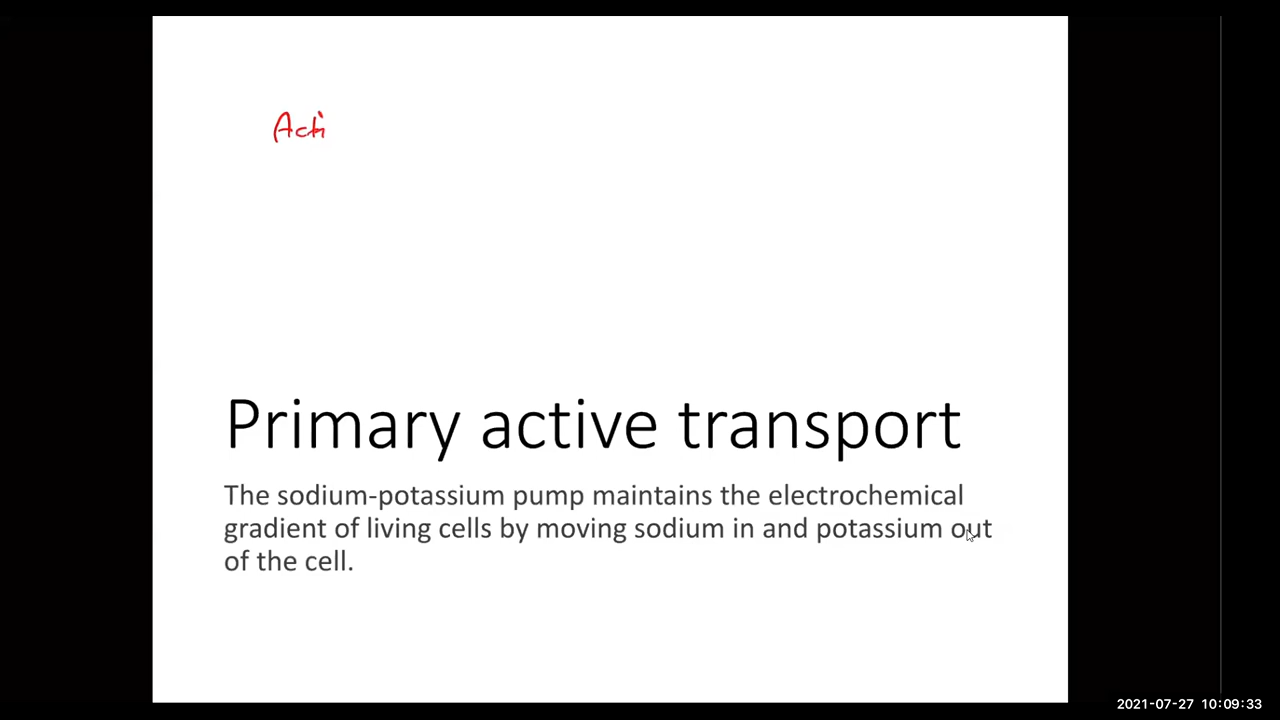 Acti
Primary active transport
The sodium-potassium pump maintains the electrochemical
gradient of living cells by moving sodium in and potassium out
of the cell.
2021-07-27 10:09:33